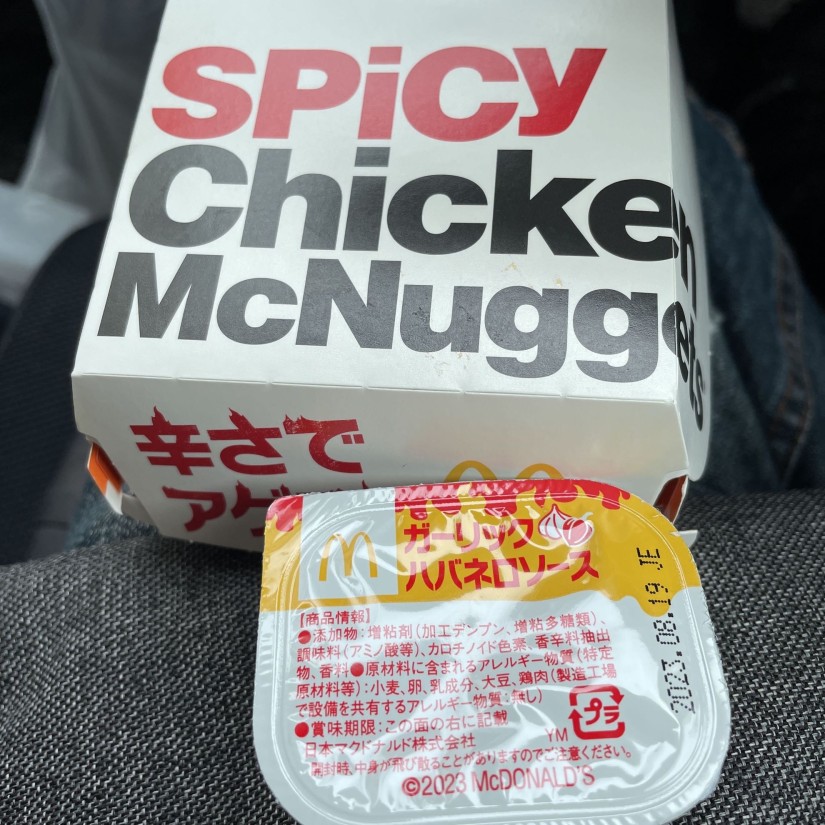 SPiCY
Chicken
McNuggets
辛さで
アゲ
ガーリック
ハバネロソース
【商品情報】
●添加物：増粘剤（加工デンプン、増粘多糖類）、
調味料（アミノ酸等）、カロチノイド色素、香辛料抽出
物、香料●原材料に含まれるアレルギー物質（特定
原材料等）：小麦、卵、乳成分、大豆、鶏肉（製造工場
で設備を共有するアレルギー物質：無し）
●賞味期限：この面の右に記載
日本マクドナルド株式会社 YM
開封時、中身が飛び散ることがありますのでご注意ください。
©2023 McDONALD'S
プラ
2023.08.19 JE